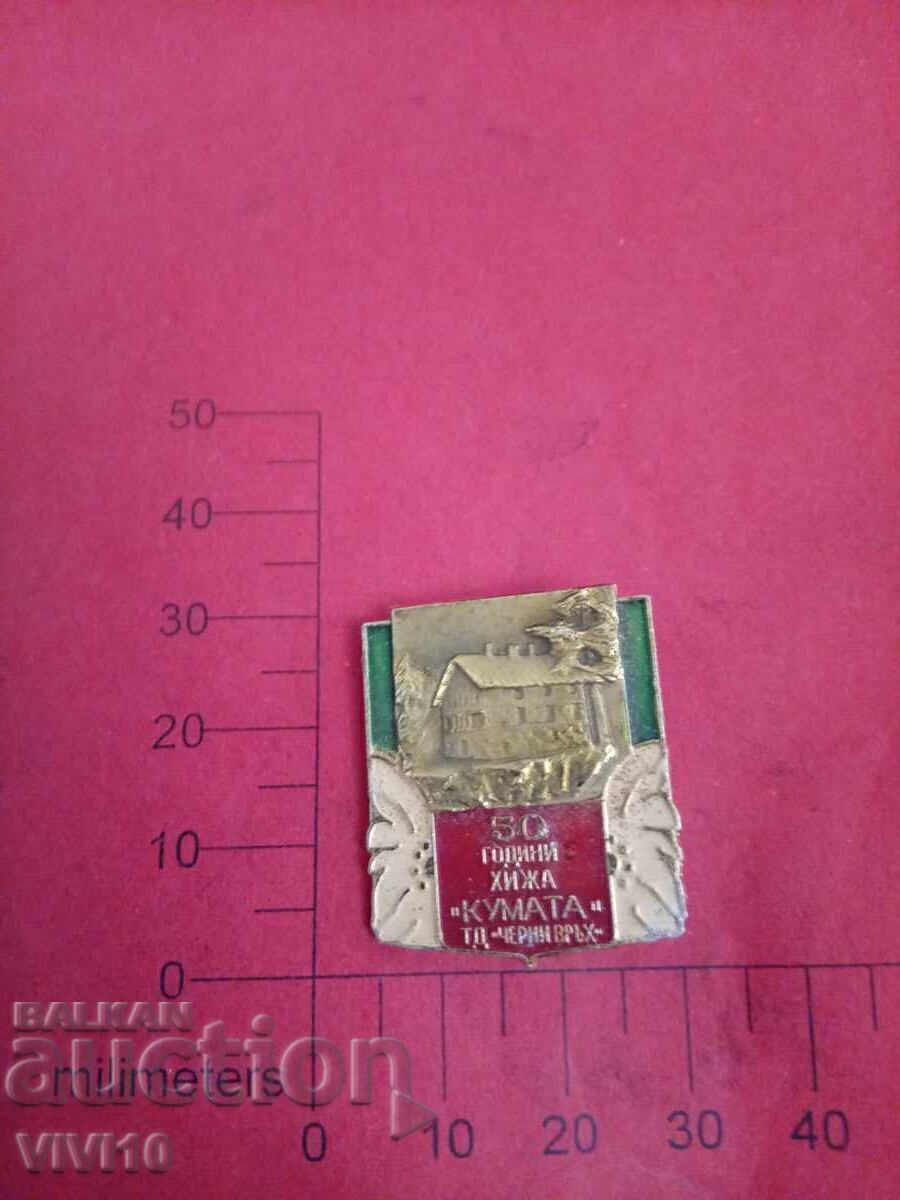 50
40
30
20
10
0
50
ГОДИНИ
ХИЖА
"КУМАТА"
ТД "ЧЕРНИ ВРЪХ"
BALKAN
auction
milimeters
0 10 20 30 40
VIVI10